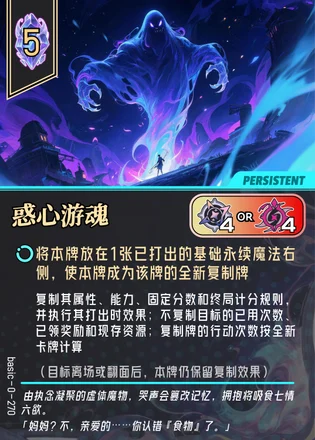 5
PERSISTENT
惑心游魂
4 OR 4
将本牌放在1张已打出的基础永续魔法右
侧，使本牌成为该牌的全新复制牌
复制其属性、能力、固定分数和终局计分规则，
并执行其打出时效果；不复制目标的已用次数、
已领奖励和现存资源；复制牌的行动次数按全新
卡牌计算
（目标离场或翻面后，本牌仍保留复制效果）
由执念凝聚的虚体魔物，哭声会篡改记忆，拥抱将吸食七情
六欲。
「妈妈？不，亲爱的……你认错『食物』了。」
basic-0-270